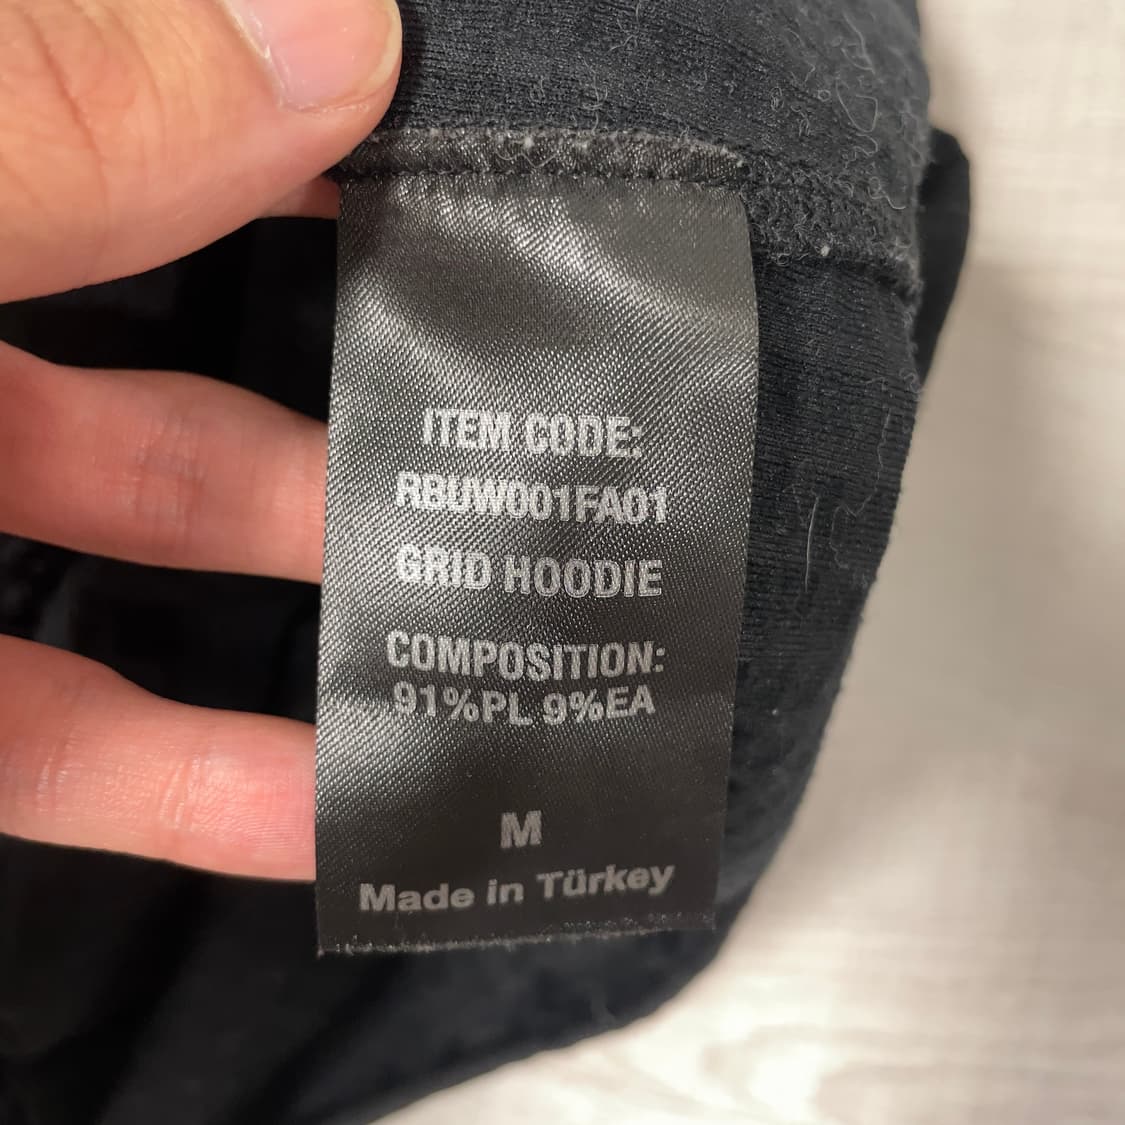 ITEM CODE:
RBUW001FA01
GRID HOODIE
COMPOSITION:
91%PL 9%EA
M
Made in Türkey